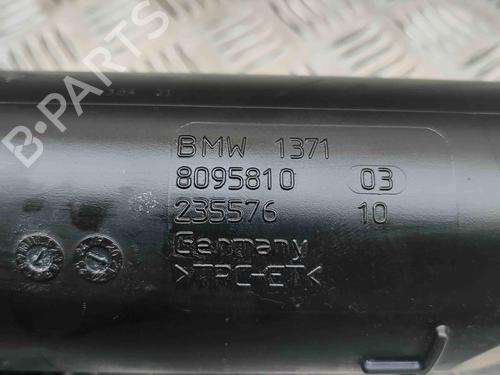 B-PARTS
BMW 1371
8095810 03
235576 10
Germany
>TPC-ET<